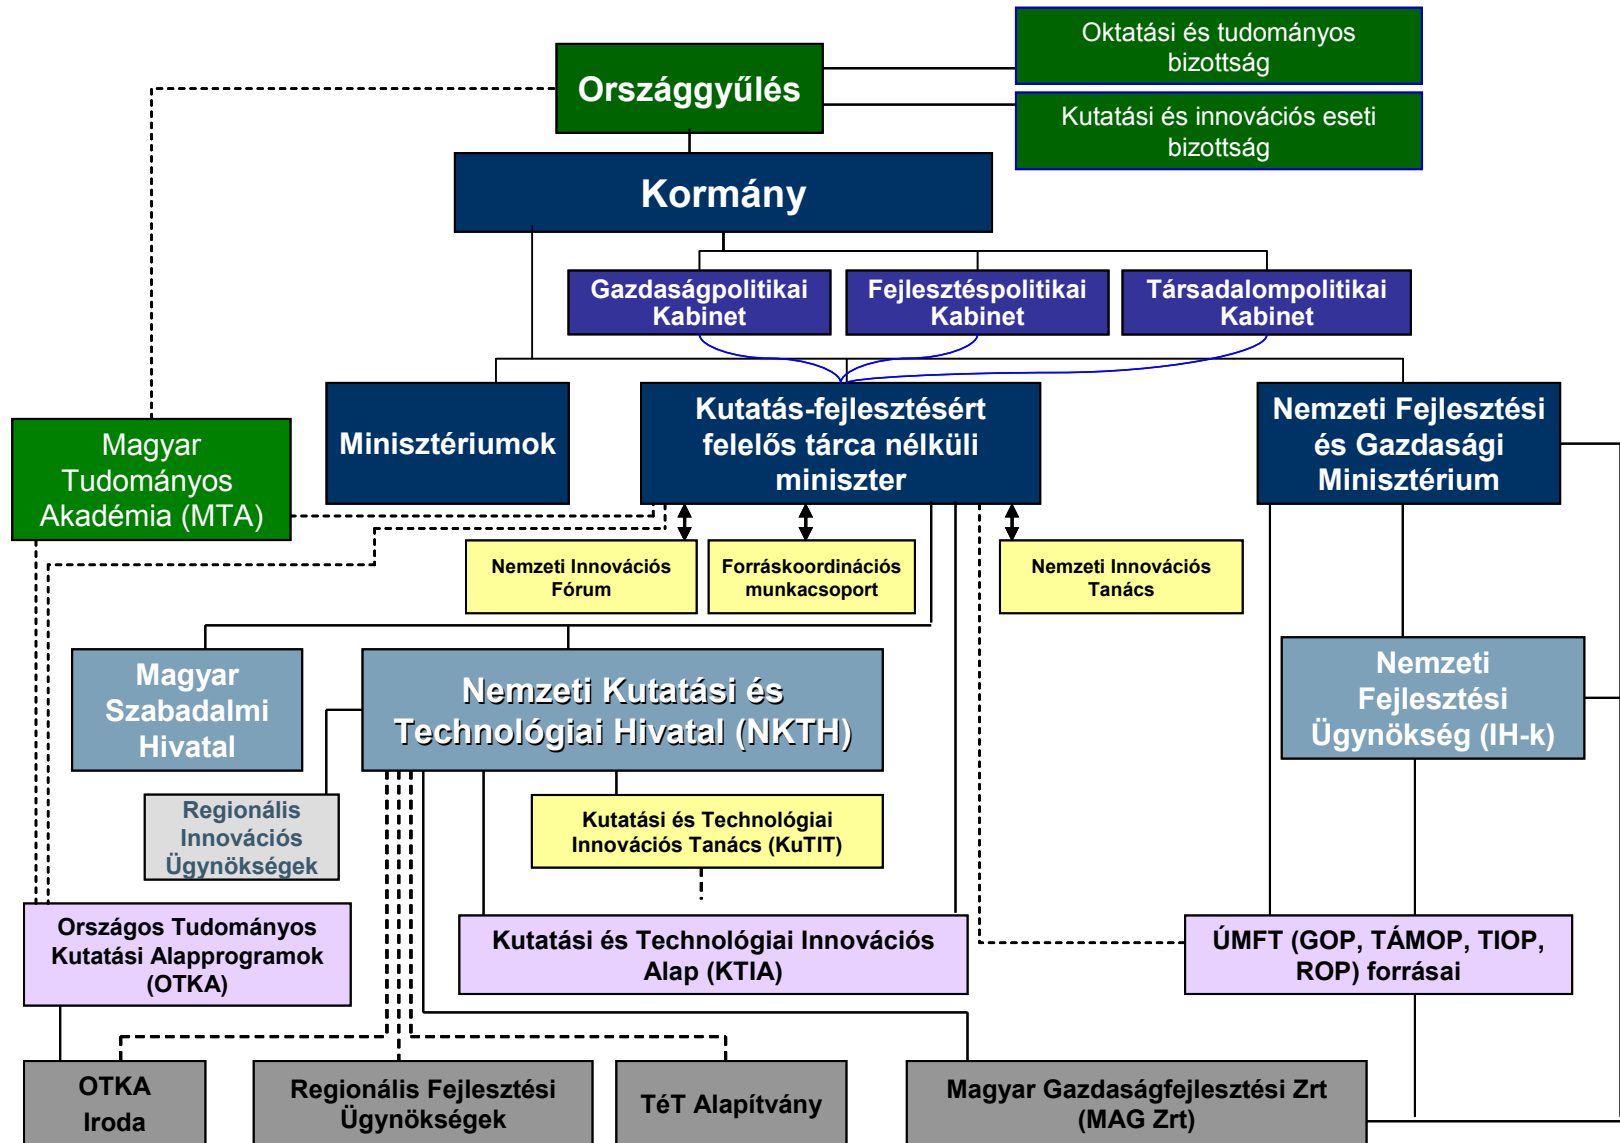 Oktatási és tudományos
bizottság
Országgyűlés
Kutatási és innovációs eseti
bizottság
Kormány
Gazdaságpolitikai
Kabinet
Fejlesztéspolitikai
Kabinet
Társadalompolitikai
Kabinet
Magyar
Tudományos
Akadémia (MTA)
Minisztériumok
Kutatás-fejlesztésért
felelős tárca nélküli
miniszter
Nemzeti Fejlesztési
és Gazdasági
Minisztérium
Nemzeti Innovációs
Fórum
Forráskoordinációs
munkacsoport
Nemzeti Innovációs
Tanács
Magyar
Szabadalmi
Hivatal
Nemzeti Kutatási és
Technológiai Hivatal (NKTH)
Nemzeti
Fejlesztési
Ügynökség (IH-k)
Regionális
Innovációs
Ügynökségek
Kutatási és Technológiai
Innovációs Tanács (KuTIT)
Országos Tudományos
Kutatási Alapprogramok
(OTKA)
Kutatási és Technológiai Innovációs
Alap (KTIA)
ÚMFT (GOP, TÁMOP, TIOP,
ROP) forrásai
OTKA
Iroda
Regionális Fejlesztési
Ügynökségek
TéT Alapítvány
Magyar Gazdaságfejlesztési Zrt
(MAG Zrt)